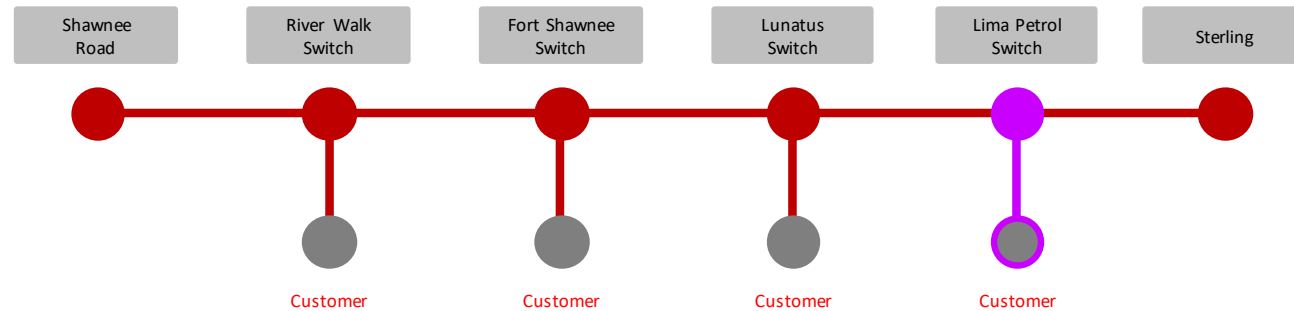 Shawnee
Road
River Walk
Switch
Fort Shawnee
Switch
Lunatus
Switch
Lima Petrol
Switch
Sterling
Customer
Customer
Customer
Customer